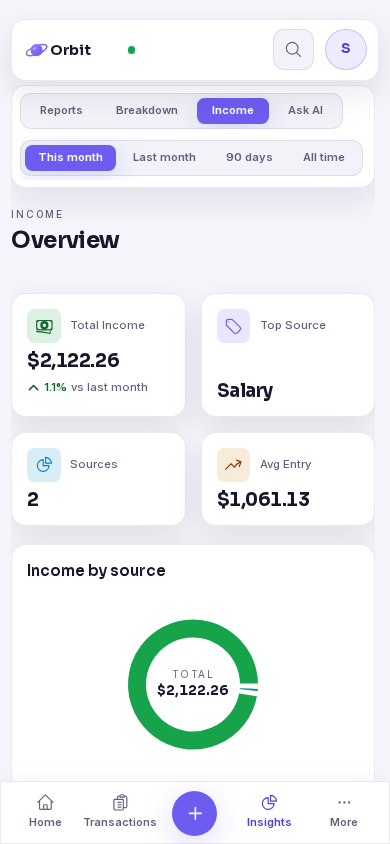 Orbit
S
Reports Breakdown Income Ask AI
This month Last month 90 days All time
INCOME
Overview
Total Income
$2,122.26
1.1% vs last month
Top Source
Salary
Sources
2
Avg Entry
$1,061.13
Income by source
TOTAL
$2,122.26
Home Transactions Insights More